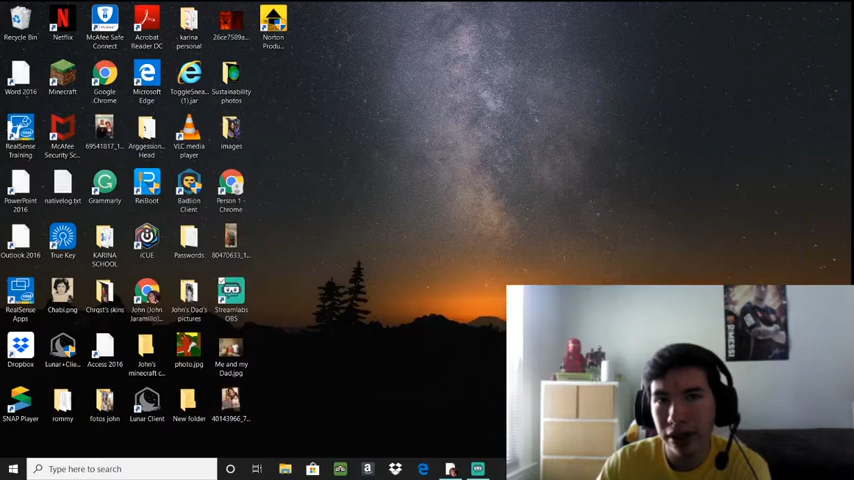 Recycle Bin
Netflix
McAfee Safe
Connect
Acrobat
Reader DC
karina
personal
26ce7589a...
Norton
Produ...
Word 2016
Minecraft
Google
Chrome
Microsoft
Edge
ToggleSnea...
(1).jar
Sustainability
photos
RealSense
Training
McAfee
Security Sc...
69541817_1...
Arggession...
Head
VLC media
player
images
PowerPoint
2016
nativelog.txt
Grammarly
ReiBoot
Badlion
Client
Person 1 -
Chrome
Outlook 2016
True Key
KARINA
SCHOOL
iCUE
Passwords
80470633_1...
RealSense
Apps
Chabi.png
Chrqst's skins
John (John
Jaramillo)...
John's Dad's
pictures
Streamlabs
OBS
Dropbox
Lunar+Clie...
Access 2016
John's
minecraft c...
photo.jpg
Me and my
Dad.jpg
SNAP Player
rommy
fotos john
Lunar Client
New folder
40143966_7...
Type here to search
MESSI